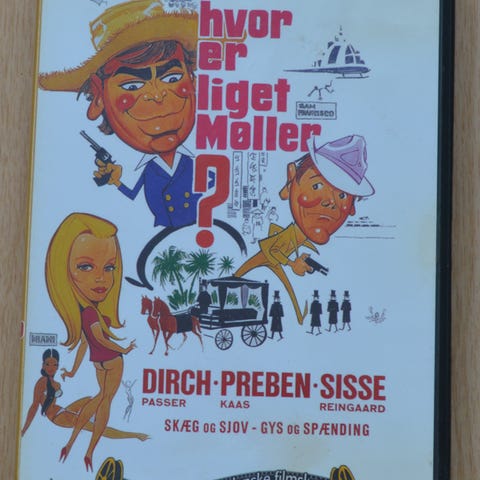 hvor
er
liget
Møller
?
SAN
FRANCISCO
MIAMI
DIRCH · PREBEN · SISSE
PASSER KAAS REINGAARD
SKÆG OG SJOV - GYS OG SPÆNDING